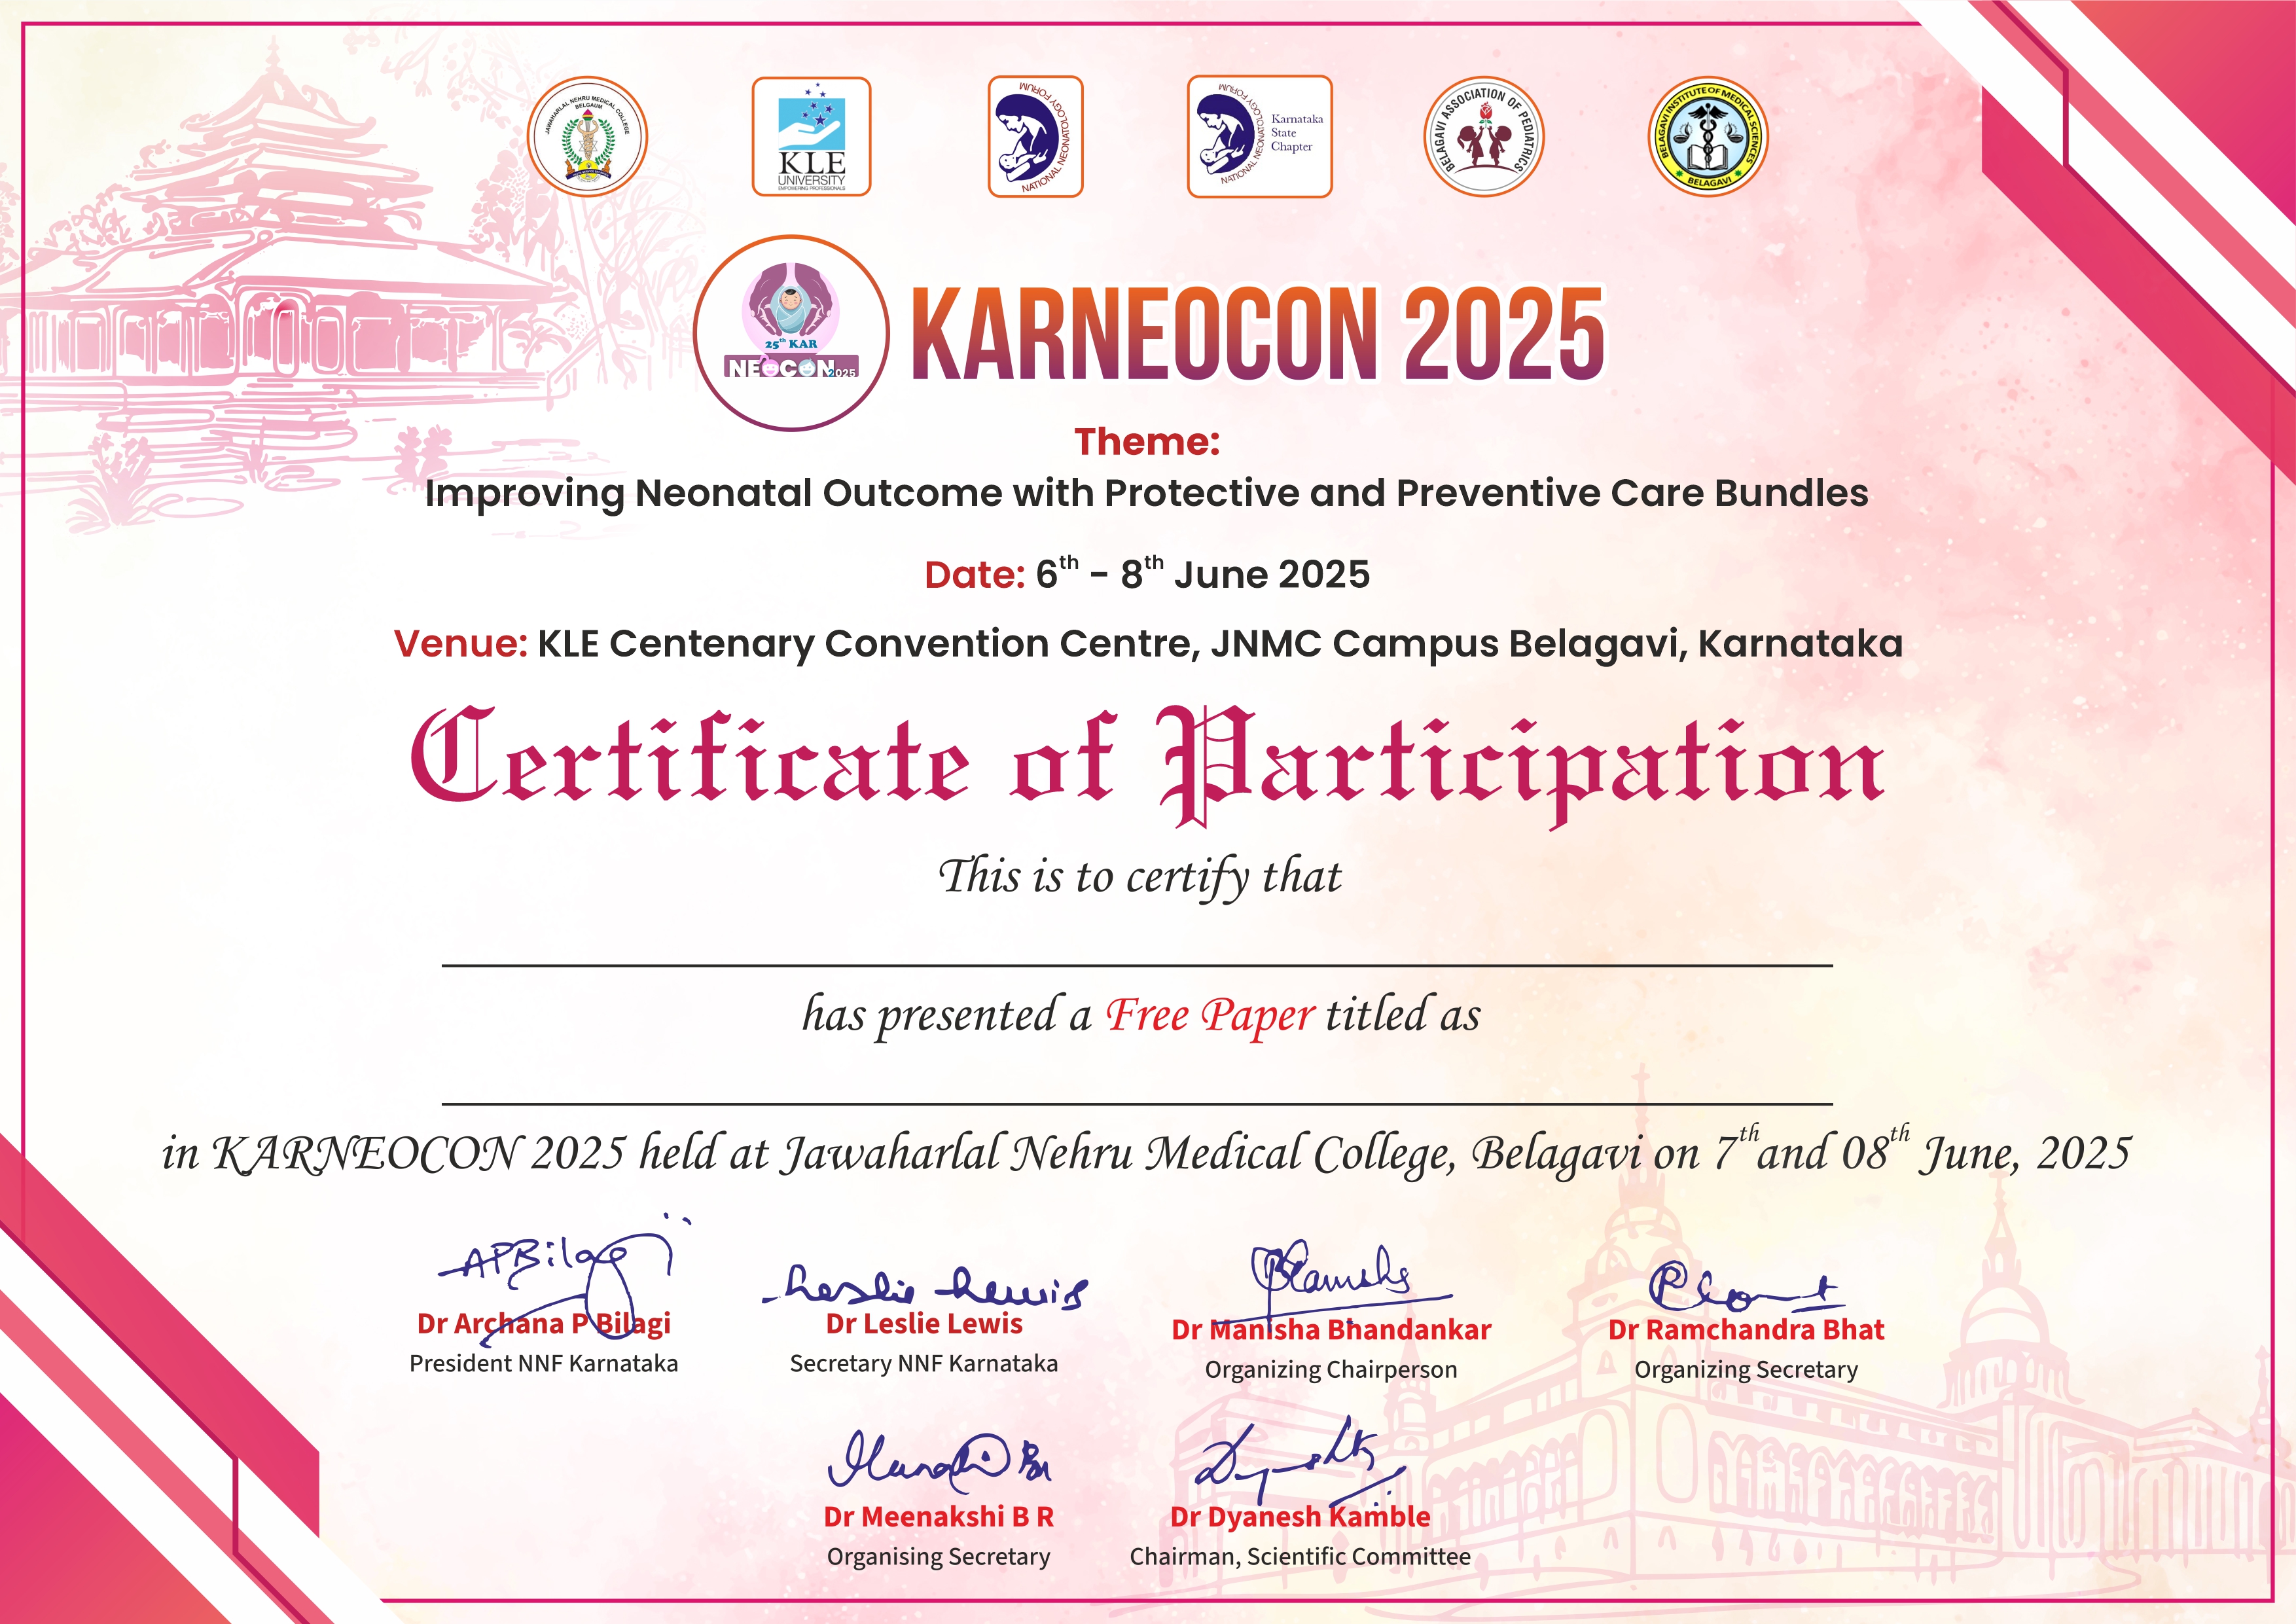 JAWAHARLAL NEHRU MEDICAL COLLEGE
BELGAUM
KLE
UNIVERSITY
EMPOWERING PROFESSIONALS
NATIONAL NEONATOLOGY FORUM
NATIONAL NEONATOLOGY FORUM
Karnataka
State
Chapter
BELAGAVI ASSOCIATION OF PEDIATRICS
BELAGAVI INSTITUTE OF MEDICAL SCIENCES
BELAGAVI
25th KAR
NEOCON 2025
KARNEOCON 2025
Theme:
Improving Neonatal Outcome with Protective and Preventive Care Bundles
Date: 6th - 8th June 2025
Venue: KLE Centenary Convention Centre, JNMC Campus Belagavi, Karnataka
Certificate of Participation
This is to certify that
has presented a Free Paper titled as
in KARNEOCON 2025 held at Jawaharlal Nehru Medical College, Belagavi on 7th and 08th June, 2025
APBilagi
Leslie Lewis
Dr Archana P Bilagi
Dr Leslie Lewis
Dr Manisha Bhandankar
Dr Ramchandra Bhat
President NNF Karnataka
Secretary NNF Karnataka
Organizing Chairperson
Organizing Secretary
Dr Meenakshi B R
Dr Dyanesh Kamble
Organising Secretary
Chairman, Scientific Committee